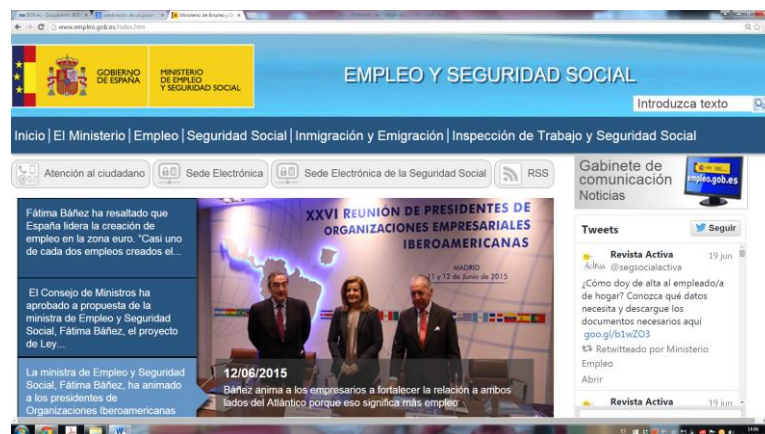 Ministerio de Empleo y S
www.empleo.gob.es/index.htm
GOBIERNO
DE ESPAÑA
MINISTERIO
DE EMPLEO
Y SEGURIDAD SOCIAL
EMPLEO Y SEGURIDAD SOCIAL
Introduzca texto
Inicio | El Ministerio | Empleo | Seguridad Social | Inmigración y Emigración | Inspección de Trabajo y Seguridad Social
Atención al ciudadano
Sede Electrónica
Sede Electrónica de la Seguridad Social
RSS
Gabinete de
comunicación
Noticias
empleo.gob.es
Fátima Báñez ha resaltado que
España lidera la creación de
empleo en la zona euro. "Casi uno
de cada dos empleos creados el...
El Consejo de Ministros ha
aprobado a propuesta de la
ministra de Empleo y Seguridad
Social, Fátima Báñez, el proyecto
de Ley...
La ministra de Empleo y Seguridad
Social, Fátima Báñez, ha animado
a los presidentes de
Organizaciones Iberoamericanas
XXVI REUNIÓN DE PRESIDENTES DE
ORGANIZACIONES EMPRESARIALES
IBEROAMERICANAS
MADRID
11 y 12 de Junio de 2015
12/06/2015
Báñez anima a los empresarios a fortalecer la relación a ambos
lados del Atlántico porque eso significa más empleo
Tweets
Seguir
Revista Activa 19 jun
@segsocialactiva
¿Cómo doy de alta al empleado/a
de hogar? Conozca qué datos
necesita y descargue los
documentos necesarios aquí
goo.gl/b1wZO3
Retwitteado por Ministerio
Empleo
Abrir
Revista Activa 19 jun
14:06